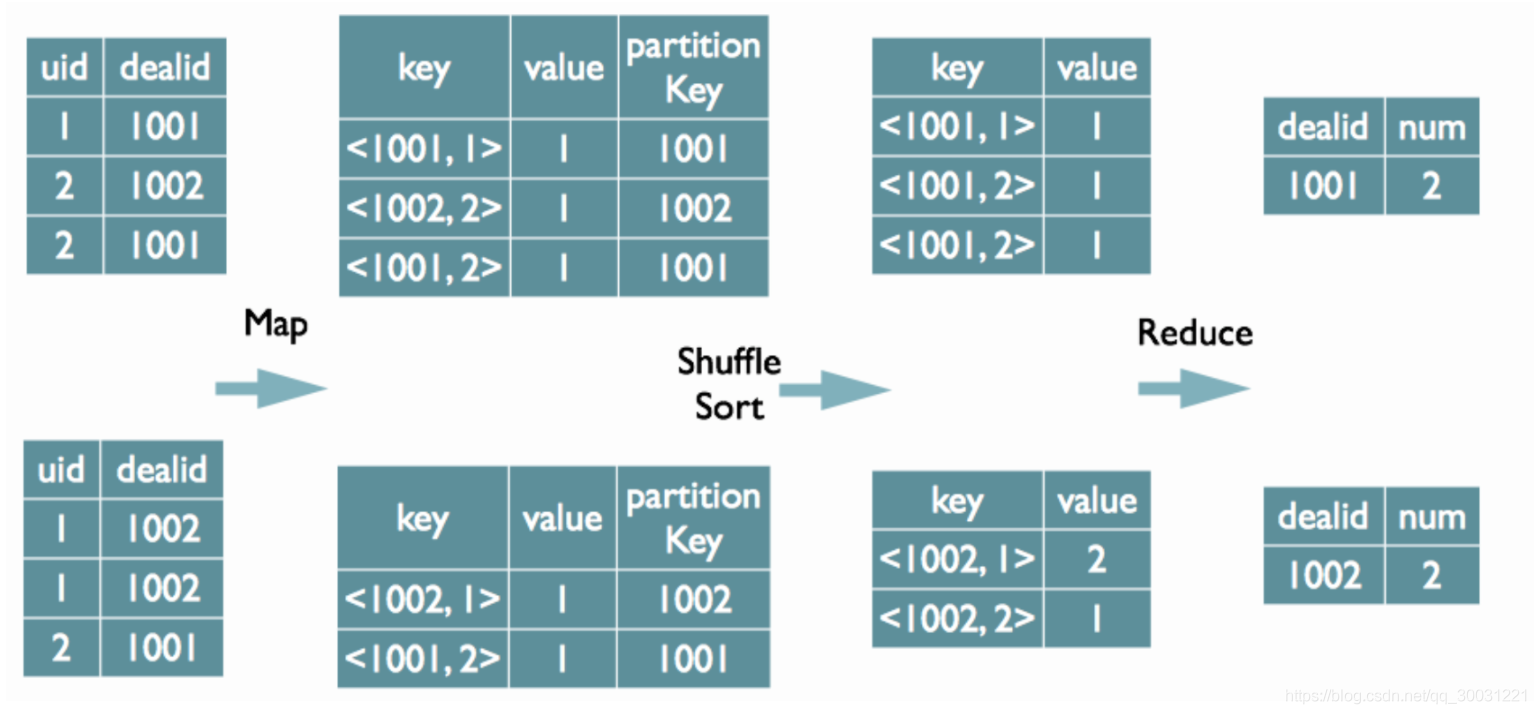 uid dealid
1 1001
2 1002
2 1001
key value partition Key
<1001, 1> 1 1001
<1002, 2> 1 1002
<1001, 2> 1 1001
key value
<1001, 1> 1
<1001, 2> 1
<1001, 2> 1
dealid num
1001 2
Map
Shuffle
Sort
Reduce
uid dealid
1 1002
1 1002
2 1001
key value partition Key
<1002, 1> 1 1002
<1001, 2> 1 1001
key value
<1002, 1> 2
<1002, 2> 1
dealid num
1002 2
https://blog.csdn.net/qq_30031221